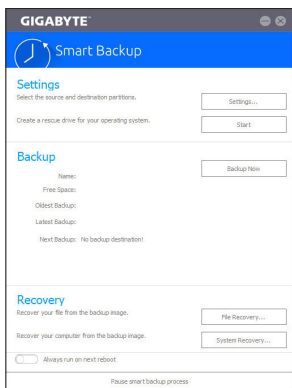 GIGABYTE™
Smart Backup
Settings
Select the source and destination partitions.
Settings...
Create a rescue drive for your operating system.
Start
Backup
Backup Now
Name:
Free Space:
Oldest Backup:
Latest Backup:
Next Backup: No backup destination!
Recovery
Recover your file from the backup image.
File Recovery...
Recover your computer from the backup image.
System Recovery...
Always run on next reboot
Pause smart backup process